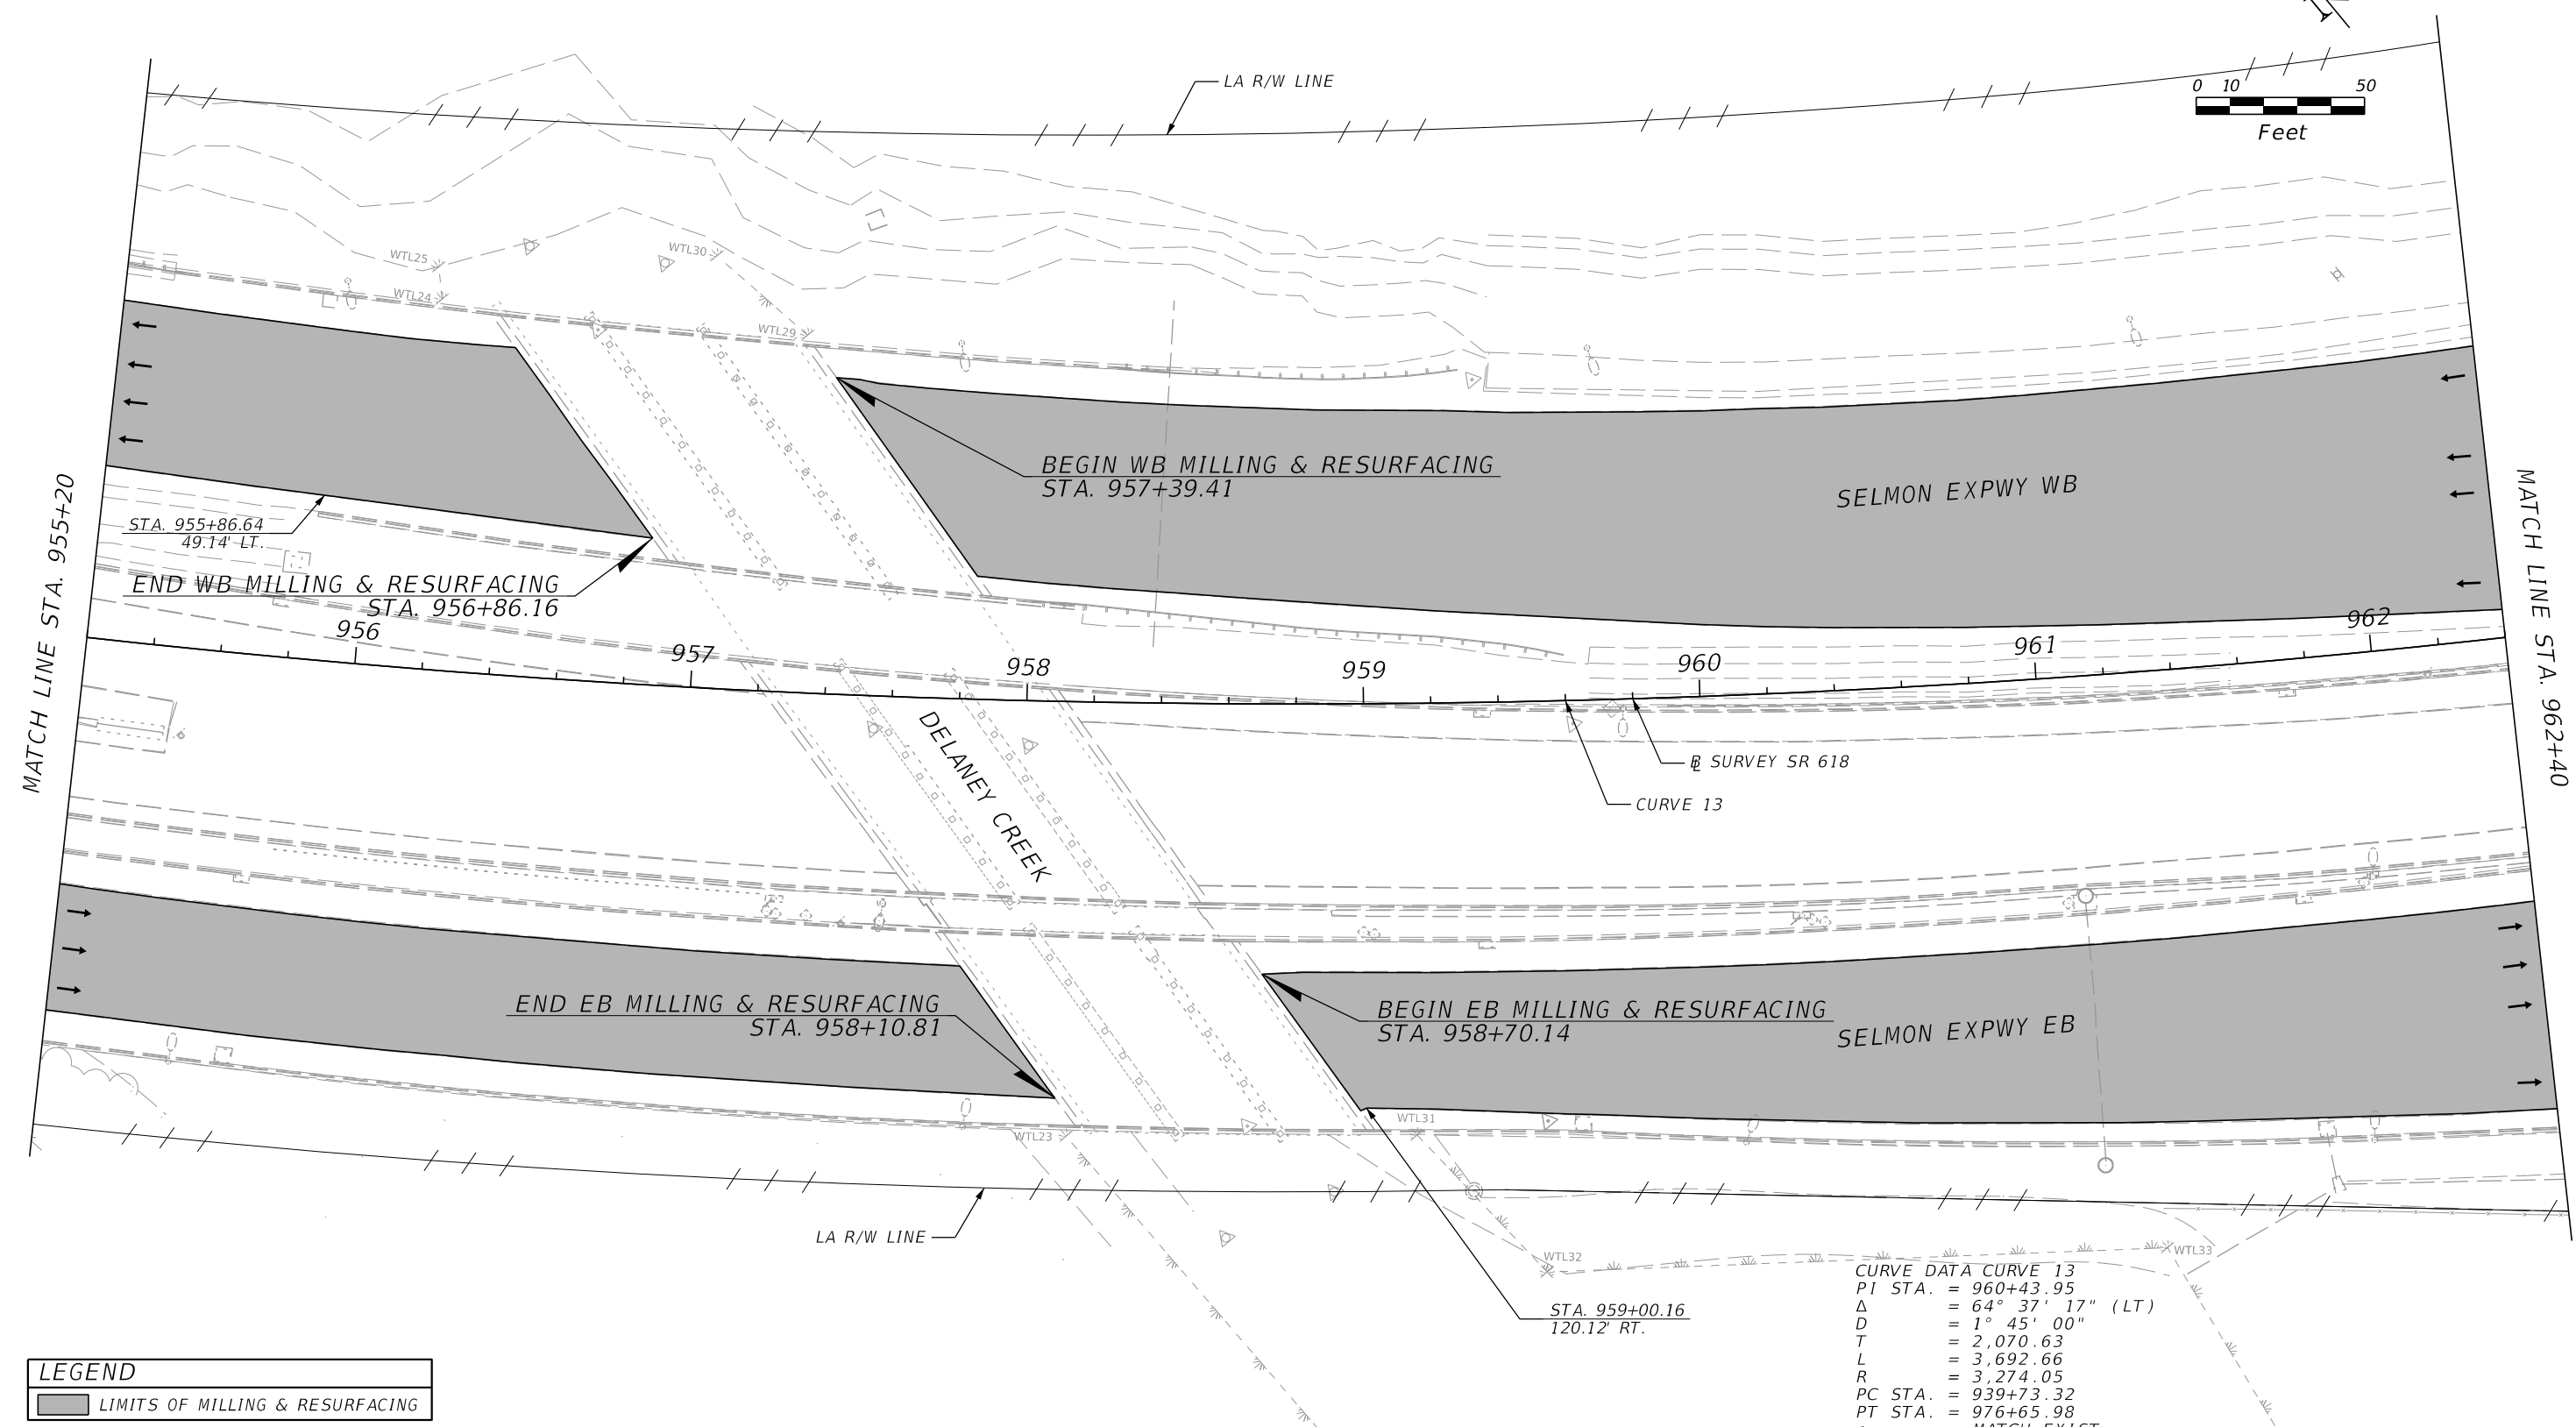 LA R/W LINE
0 10 50
Feet
WTL25
WTL30
WTL24
WTL29
BEGIN WB MILLING & RESURFACING
STA. 957+39.41
SELMON EXPWY WB
MATCH LINE STA. 955+20
MATCH LINE STA. 962+40
STA. 955+86.64
49.14' LT.
END WB MILLING & RESURFACING
STA. 956+86.16
956
957
958
959
960
961
962
DELANEY CREEK
B SURVEY SR 618
CURVE 13
END EB MILLING & RESURFACING
STA. 958+10.81
BEGIN EB MILLING & RESURFACING
STA. 958+70.14
SELMON EXPWY EB
WTL23
WTL31
LA R/W LINE
WTL32
WTL33
STA. 959+00.16
120.12' RT.
CURVE DATA CURVE 13
PI STA. = 960+43.95
Δ = 64° 37' 17" (LT)
D = 1° 45' 00"
T = 2,070.63
L = 3,692.66
R = 3,274.05
PC STA. = 939+73.32
PT STA. = 976+65.98
LEGEND
LIMITS OF MILLING & RESURFACING